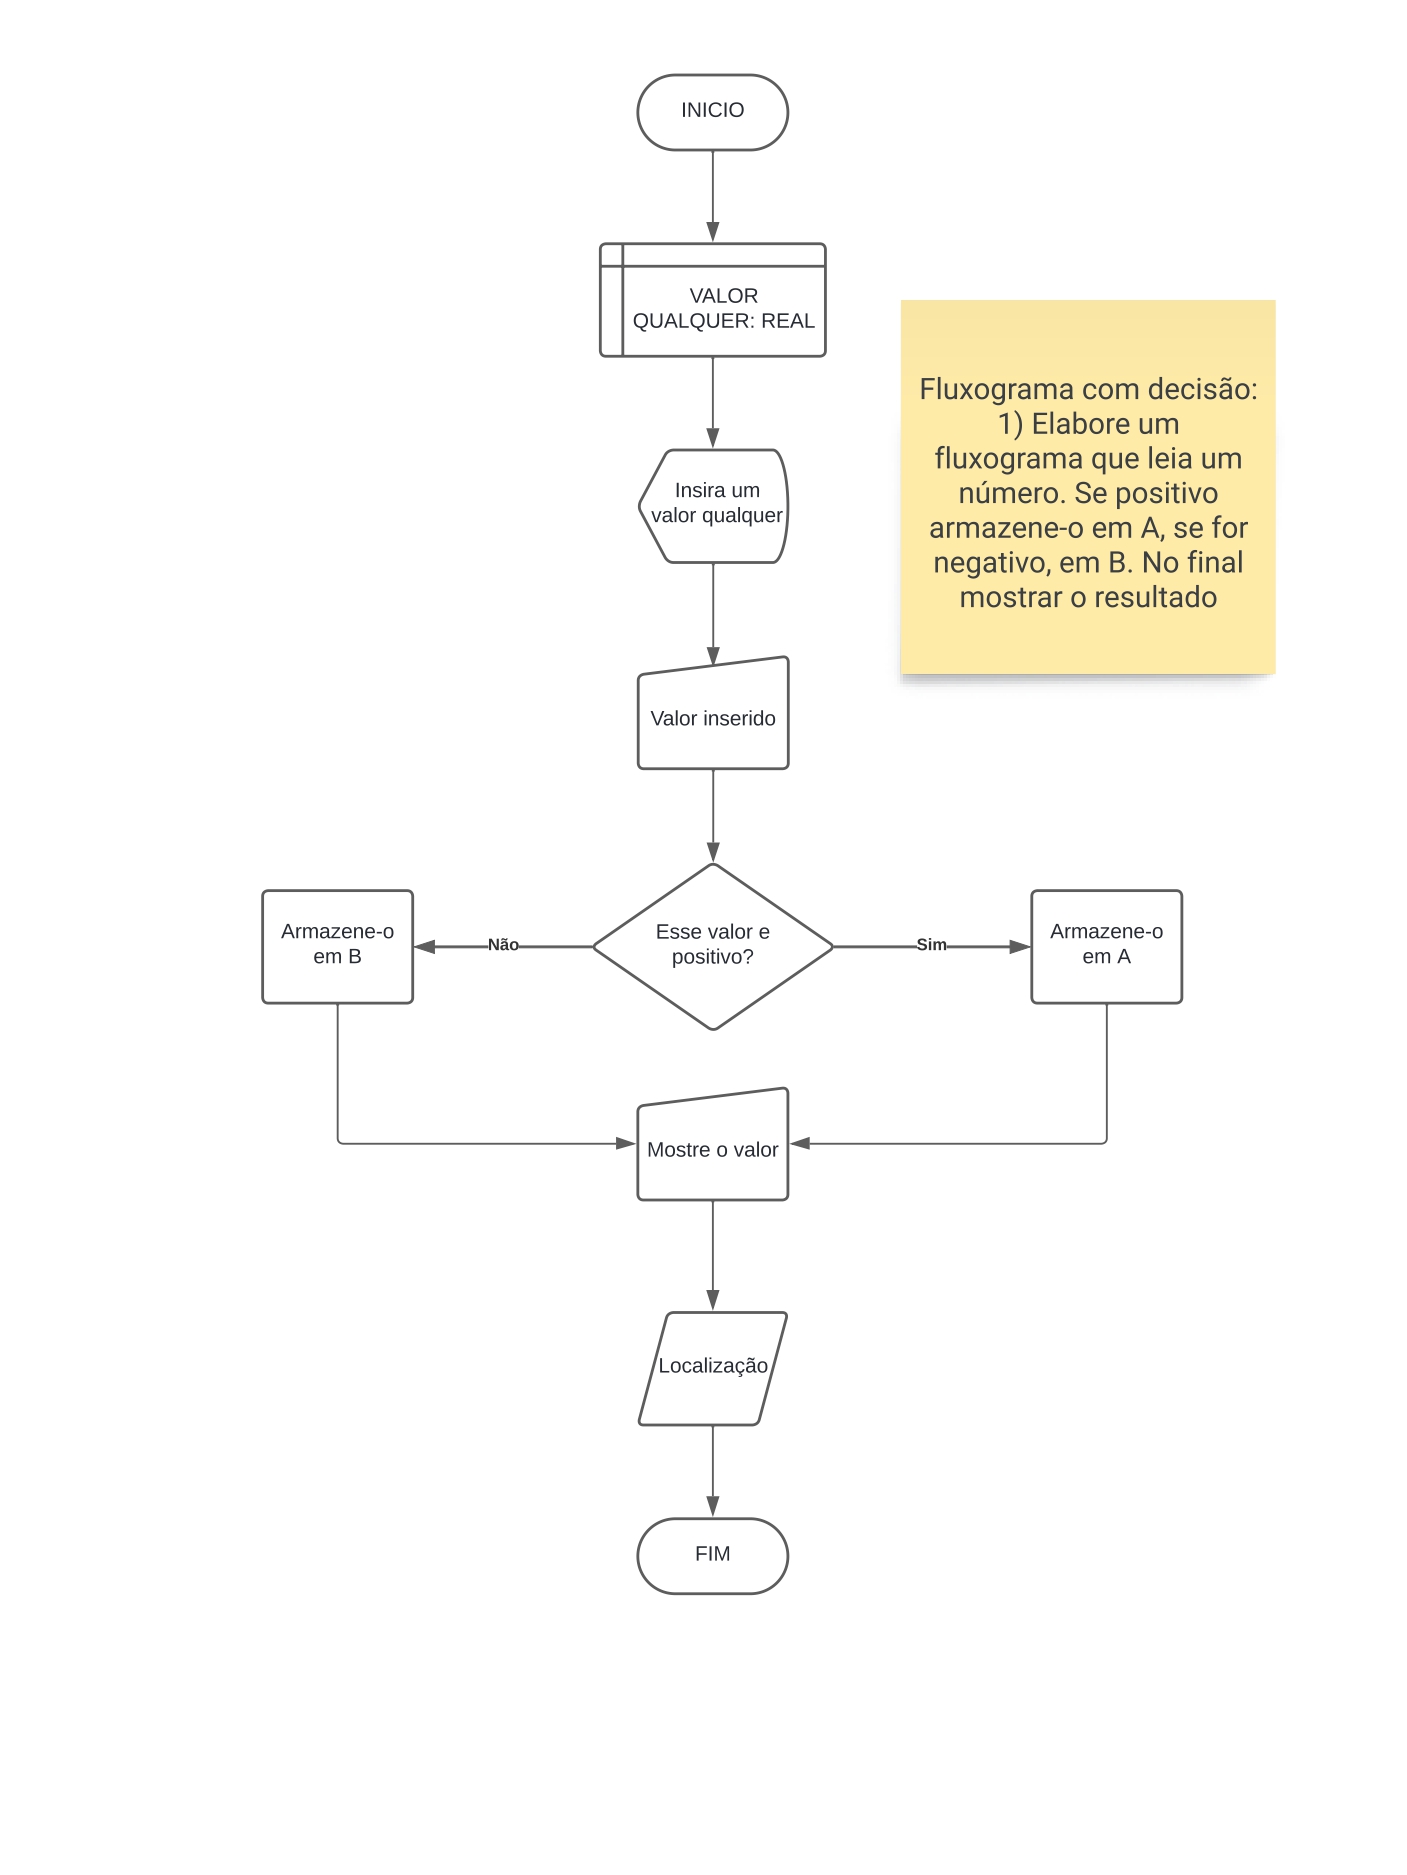 INICIO
VALOR
QUALQUER: REAL
Fluxograma com decisão:
1) Elabore um
fluxograma que leia um
número. Se positivo
armazene-o em A, se for
negativo, em B. No final
mostrar o resultado
Insira um
valor qualquer
Valor inserido
Armazene-o
em B
Não
Esse valor e
positivo?
Sim
Armazene-o
em A
Mostre o valor
Localização
FIM